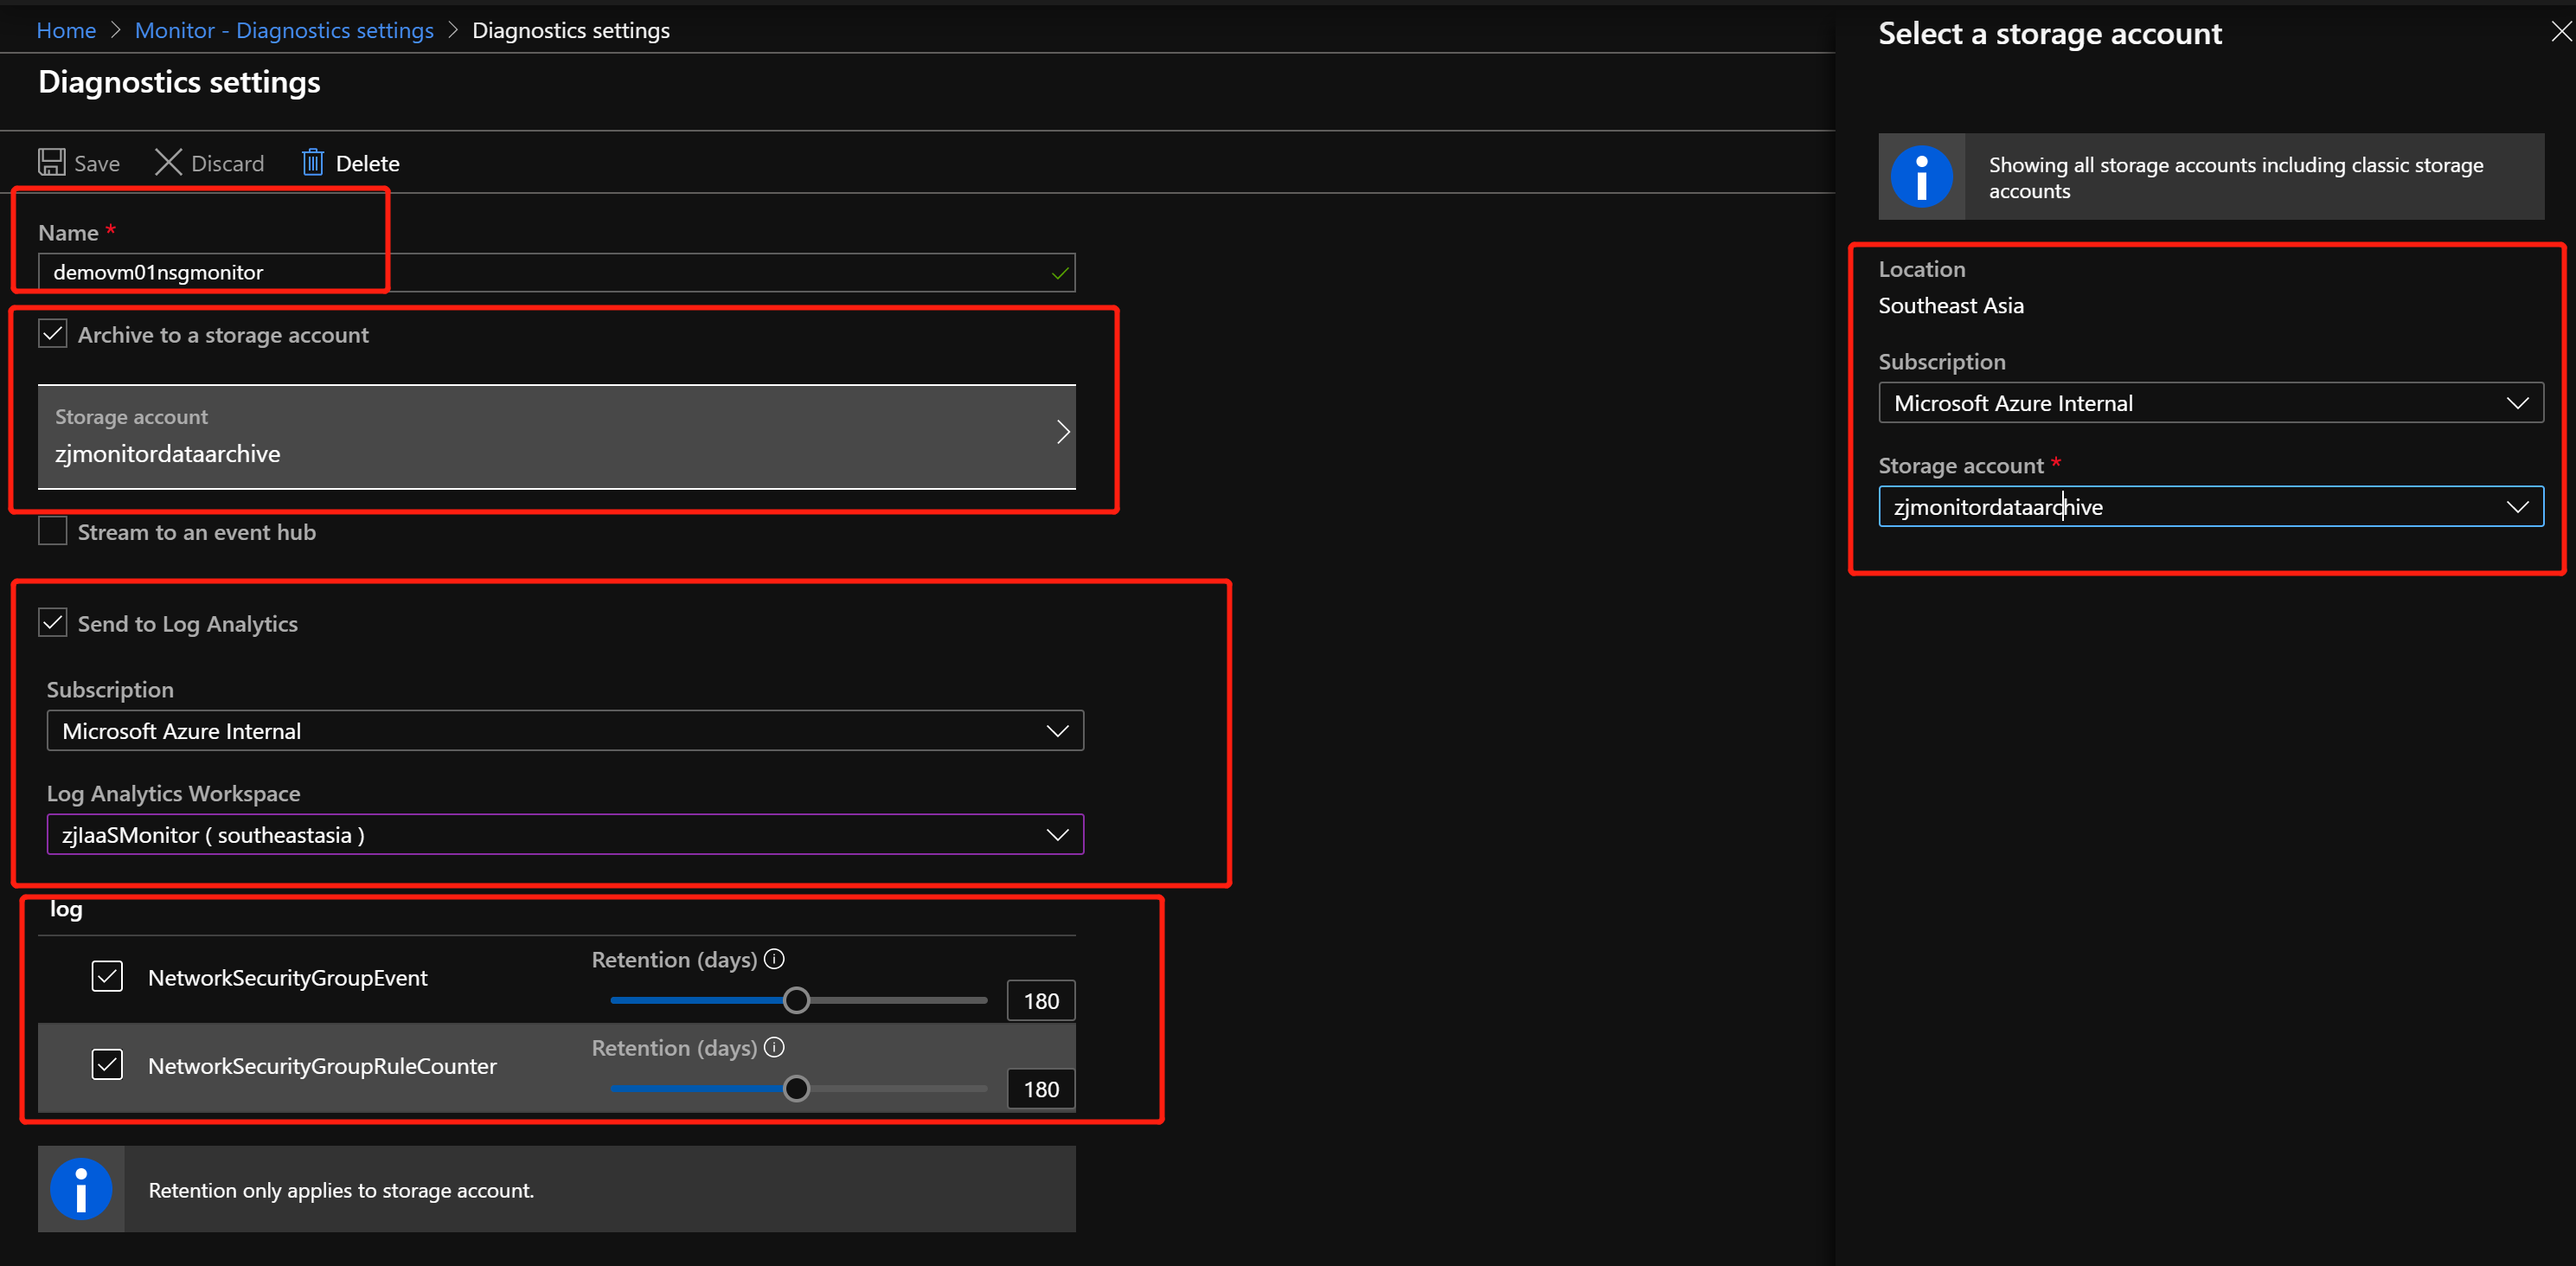 Home > Monitor - Diagnostics settings > Diagnostics settings
Diagnostics settings
Save Discard Delete
Name *
demovm01nsgmonitor
Archive to a storage account
Storage account
zjmonitordataarchive
Stream to an event hub
Send to Log Analytics
Subscription
Microsoft Azure Internal
Log Analytics Workspace
zjIaaSMonitor ( southeastasia )
log
NetworkSecurityGroupEvent
Retention (days)
180
NetworkSecurityGroupRuleCounter
Retention (days)
180
Retention only applies to storage account.
Select a storage account
Showing all storage accounts including classic storage
accounts
Location
Southeast Asia
Subscription
Microsoft Azure Internal
Storage account *
zjmonitordataarchive